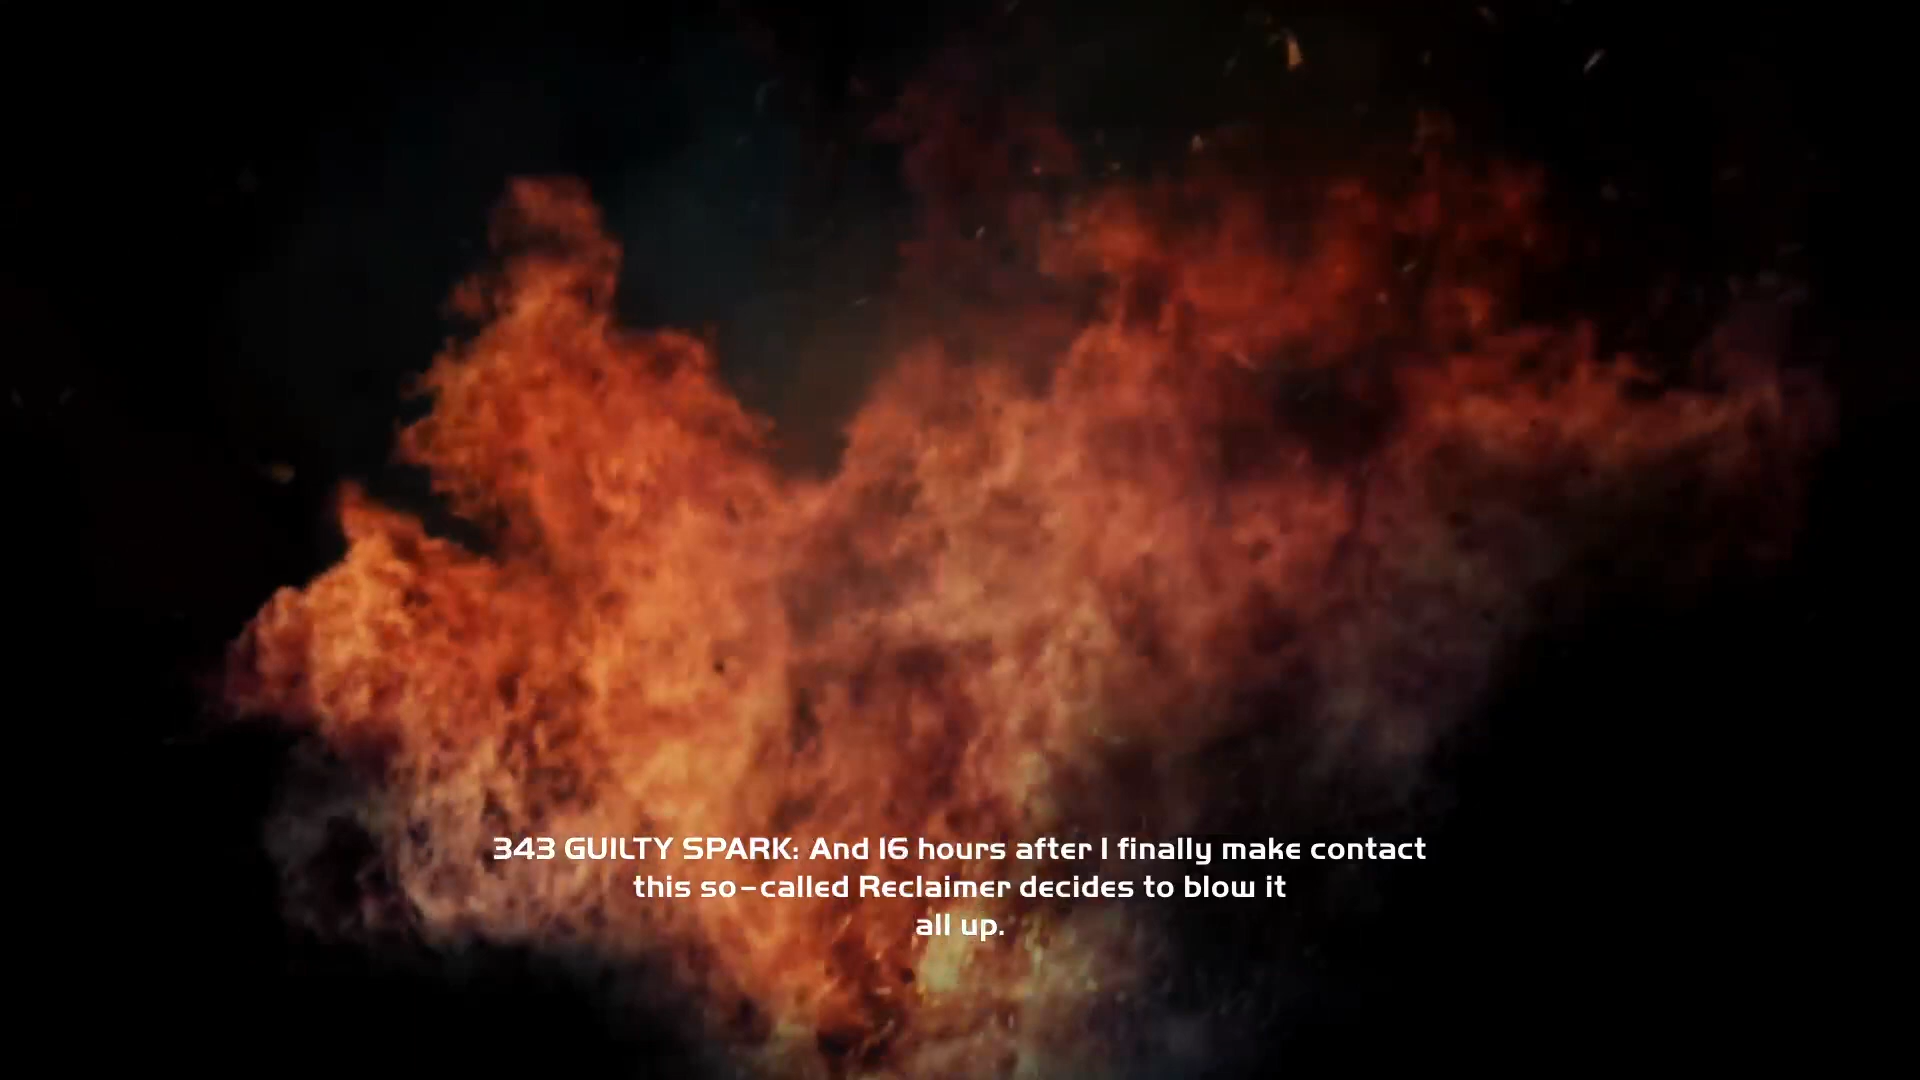 343 GUILTY SPARK: And 16 hours after I finally make contact
this so-called Reclaimer decides to blow it
all up.